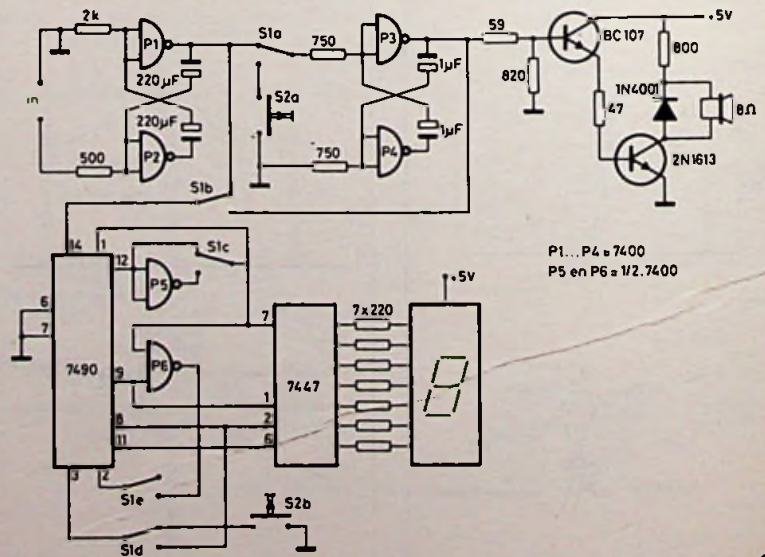 2k
P1
S1a
750
P3
59
BC107
+5V
220µF
1µF
820
800
in
S2a
1N4001
8Ω
220µF
1µF
47
P2
P4
500
750
2N1613
S1b
14
1
12
S1c
P5
P1...P4 = 7400
P5 en P6 = 1/2.7400
+5V
6
7
7
7x220
7490
P6
9
7447
1
8
2
11
6
3
2
S1e
S2b
S1d